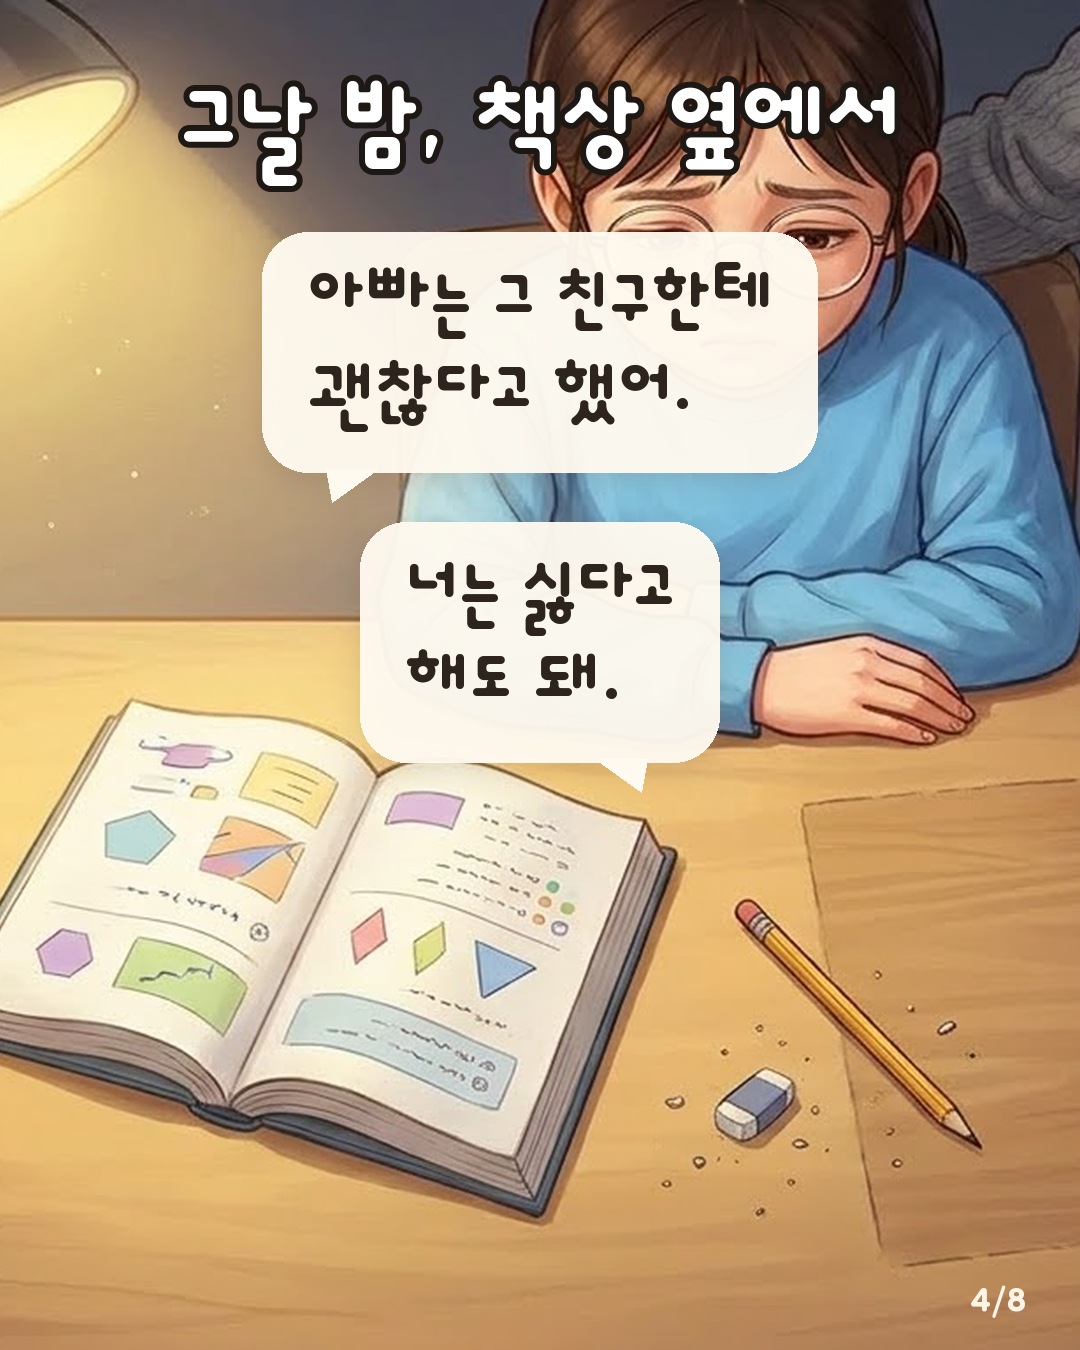 그날 밤, 책상 옆에서
아빠는 그 친구한테
괜찮다고 했어.
너는 싫다고
해도 돼.
4/8